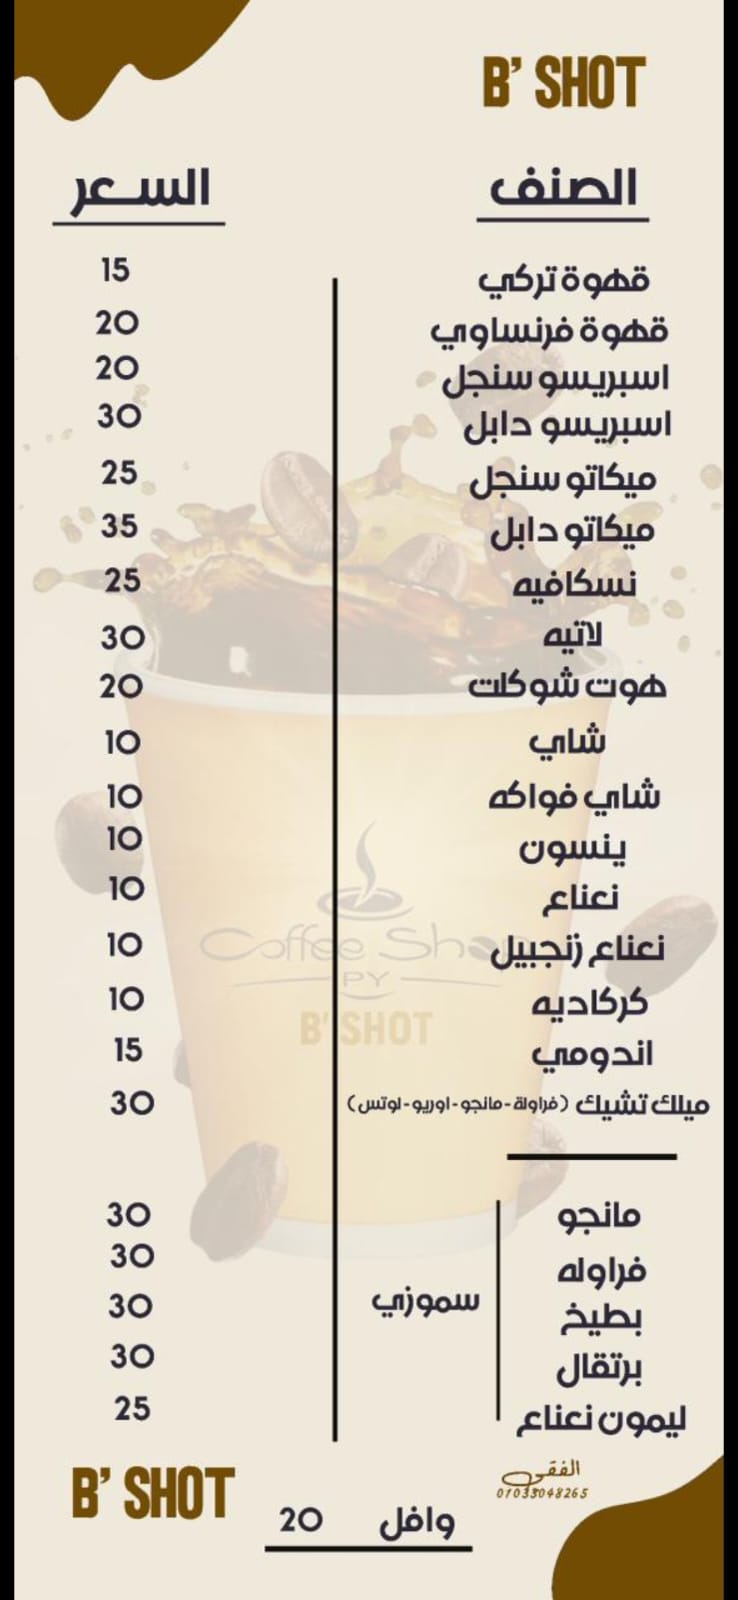 B' SHOT
الصنف السعر
قهوة تركي 15
قهوة فرنساوي 20
اسبريسو سنجل 20
اسبريسو دابل 30
ميكاتو سنجل 25
ميكاتو دابل 35
نسكافيه 25
لاتيه 30
هوت شوكلت 20
شاي 10
شاي فواكه 10
ينسون 10
نعناع 10
Coffee Shop
نعناع زنجبيل 10
PY
كركاديه 10
B' SHOT
اندومي 15
ميلك تشيك (فراولة - مانجو - اوريو - لوتس) 30
مانجو 30
فراوله 30
سموزي
بطيخ 30
برتقال 30
ليمون نعناع 25
الفقى
01033048265
B' SHOT
وافل 20